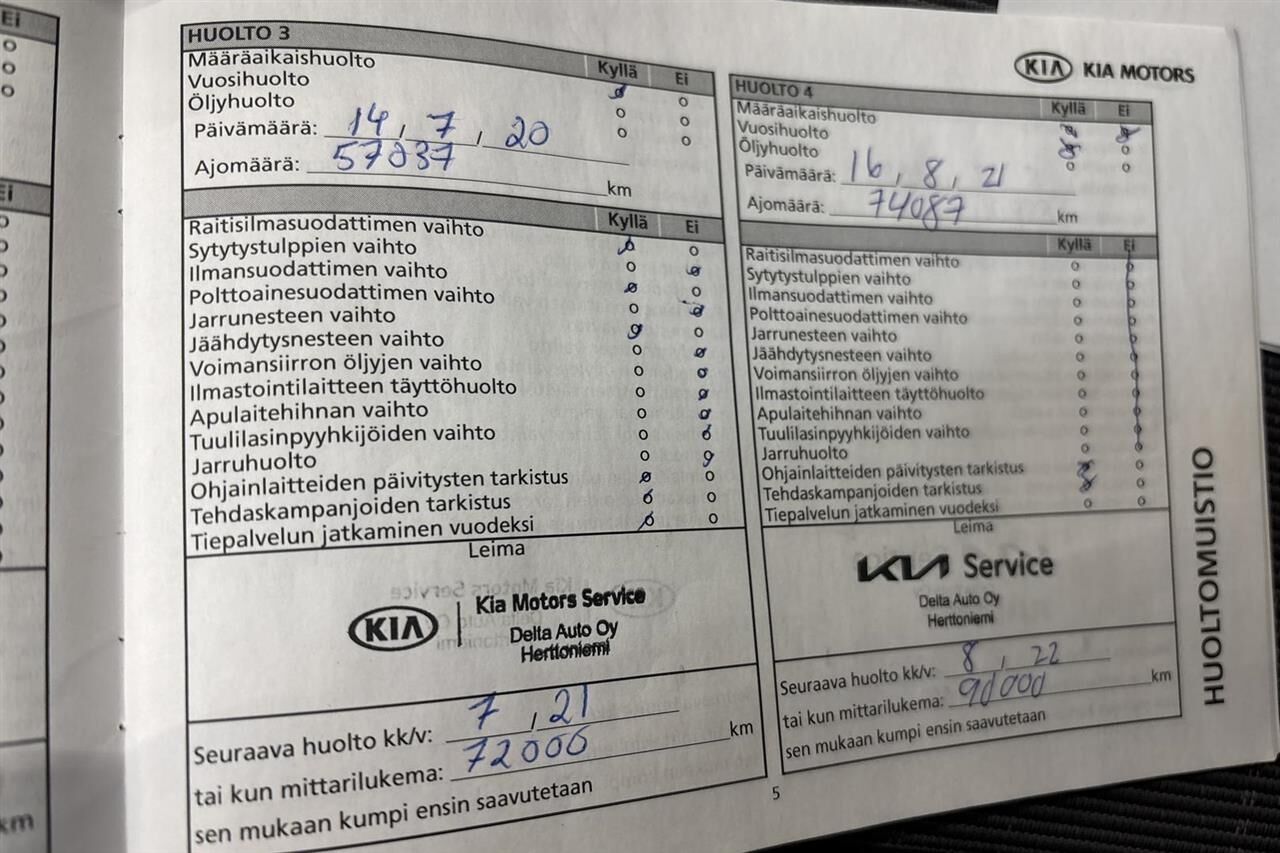 Ei
Ei
km
HUOLTO 3
Kyllä Ei
Määräaikaishuolto
Vuosihuolto
Öljyhuolto
Päivämäärä: 14, 7, 20
Ajomäärä: 57037 km
Kyllä Ei
Raitisilmasuodattimen vaihto
Sytytystulppien vaihto
Ilmansuodattimen vaihto
Polttoainesuodattimen vaihto
Jarrunesteen vaihto
Jäähdytysnesteen vaihto
Voimansiirron öljyjen vaihto
Ilmastointilaitteen täyttöhuolto
Apulaitehihnan vaihto
Tuulilasinpyyhkijöiden vaihto
Jarruhuolto
Ohjainlaitteiden päivitysten tarkistus
Tehdaskampanjoiden tarkistus
Tiepalvelun jatkaminen vuodeksi
Leima
KIA Kia Motors Service
Delta Auto Oy
Herttoniemi
Seuraava huolto kk/v: 7, 21
tai kun mittarilukema: 72000 km
sen mukaan kumpi ensin saavutetaan
KIA KIA MOTORS
HUOLTO 4
Kyllä Ei
Määräaikaishuolto
Vuosihuolto
Öljyhuolto
Päivämäärä: 16, 8, 21
Ajomäärä: 74087 km
Kyllä Ei
Raitisilmasuodattimen vaihto
Sytytystulppien vaihto
Ilmansuodattimen vaihto
Polttoainesuodattimen vaihto
Jarrunesteen vaihto
Jäähdytysnesteen vaihto
Voimansiirron öljyjen vaihto
Ilmastointilaitteen täyttöhuolto
Apulaitehihnan vaihto
Tuulilasinpyyhkijöiden vaihto
Jarruhuolto
Ohjainlaitteiden päivitysten tarkistus
Tehdaskampanjoiden tarkistus
Tiepalvelun jatkaminen vuodeksi
Leima
KIA Service
Delta Auto Oy
Herttoniemi
Seuraava huolto kk/v: 8, 22
tai kun mittarilukema: 90000 km
sen mukaan kumpi ensin saavutetaan
HUOLTOMUISTIO
5